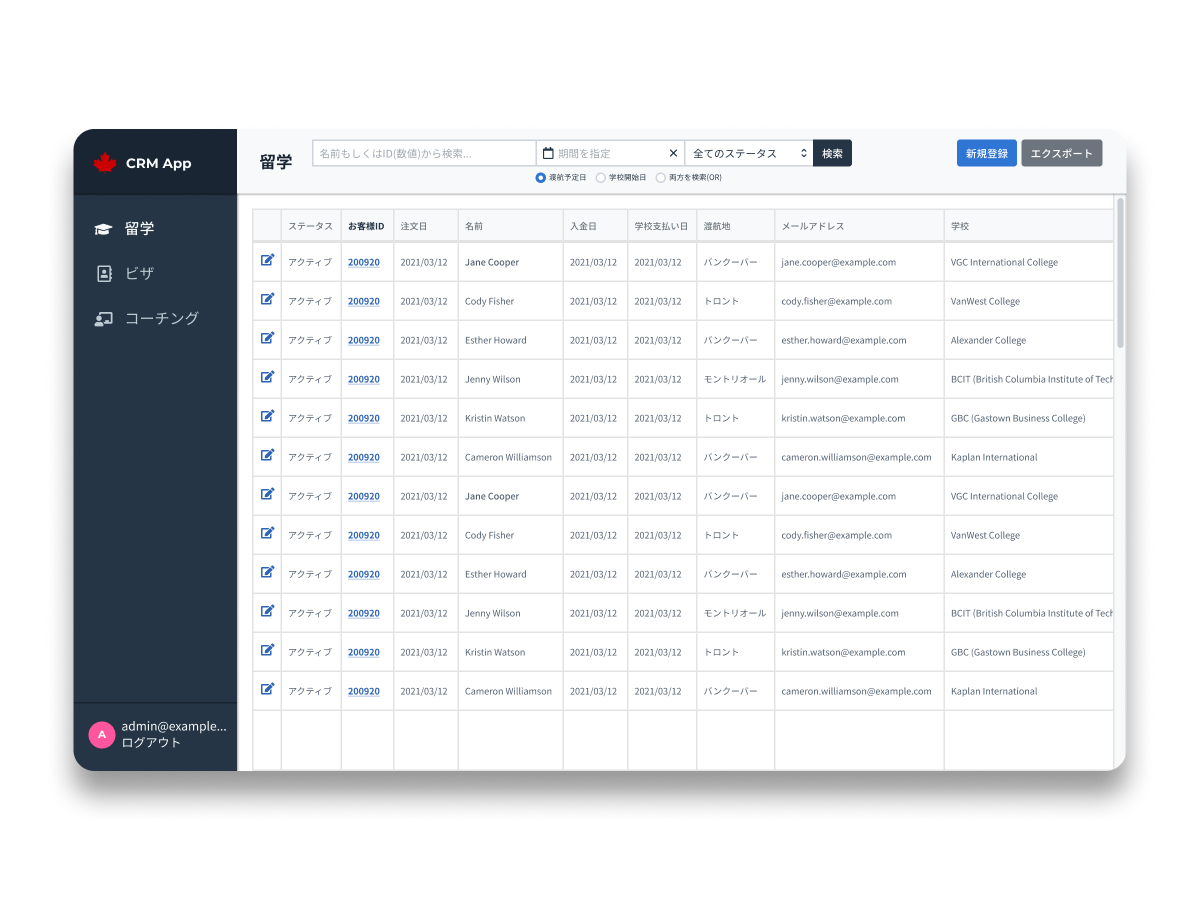 CRM App
留学
ビザ
コーチング
A
admin@example...
ログアウト
留学
名前もしくはID(数値)から検索... 期間を指定 全てのステータス 検索 新規登録 エクスポート
渡航予定日 学校開始日 両方を検索(OR)
ステータス お客様ID 注文日 名前 入金日 学校支払い日 渡航地 メールアドレス 学校
アクティブ 200920 2021/03/12 Jane Cooper 2021/03/12 2021/03/12 バンクーバー jane.cooper@example.com VGC International College
アクティブ 200920 2021/03/12 Cody Fisher 2021/03/12 2021/03/12 トロント cody.fisher@example.com VanWest College
アクティブ 200920 2021/03/12 Esther Howard 2021/03/12 2021/03/12 バンクーバー esther.howard@example.com Alexander College
アクティブ 200920 2021/03/12 Jenny Wilson 2021/03/12 2021/03/12 モントリオール jenny.wilson@example.com BCIT (British Columbia Institute of Tech
アクティブ 200920 2021/03/12 Kristin Watson 2021/03/12 2021/03/12 トロント kristin.watson@example.com GBC (Gastown Business College)
アクティブ 200920 2021/03/12 Cameron Williamson 2021/03/12 2021/03/12 バンクーバー cameron.williamson@example.com Kaplan International
アクティブ 200920 2021/03/12 Jane Cooper 2021/03/12 2021/03/12 バンクーバー jane.cooper@example.com VGC International College
アクティブ 200920 2021/03/12 Cody Fisher 2021/03/12 2021/03/12 トロント cody.fisher@example.com VanWest College
アクティブ 200920 2021/03/12 Esther Howard 2021/03/12 2021/03/12 バンクーバー esther.howard@example.com Alexander College
アクティブ 200920 2021/03/12 Jenny Wilson 2021/03/12 2021/03/12 モントリオール jenny.wilson@example.com BCIT (British Columbia Institute of Tech
アクティブ 200920 2021/03/12 Kristin Watson 2021/03/12 2021/03/12 トロント kristin.watson@example.com GBC (Gastown Business College)
アクティブ 200920 2021/03/12 Cameron Williamson 2021/03/12 2021/03/12 バンクーバー cameron.williamson@example.com Kaplan International